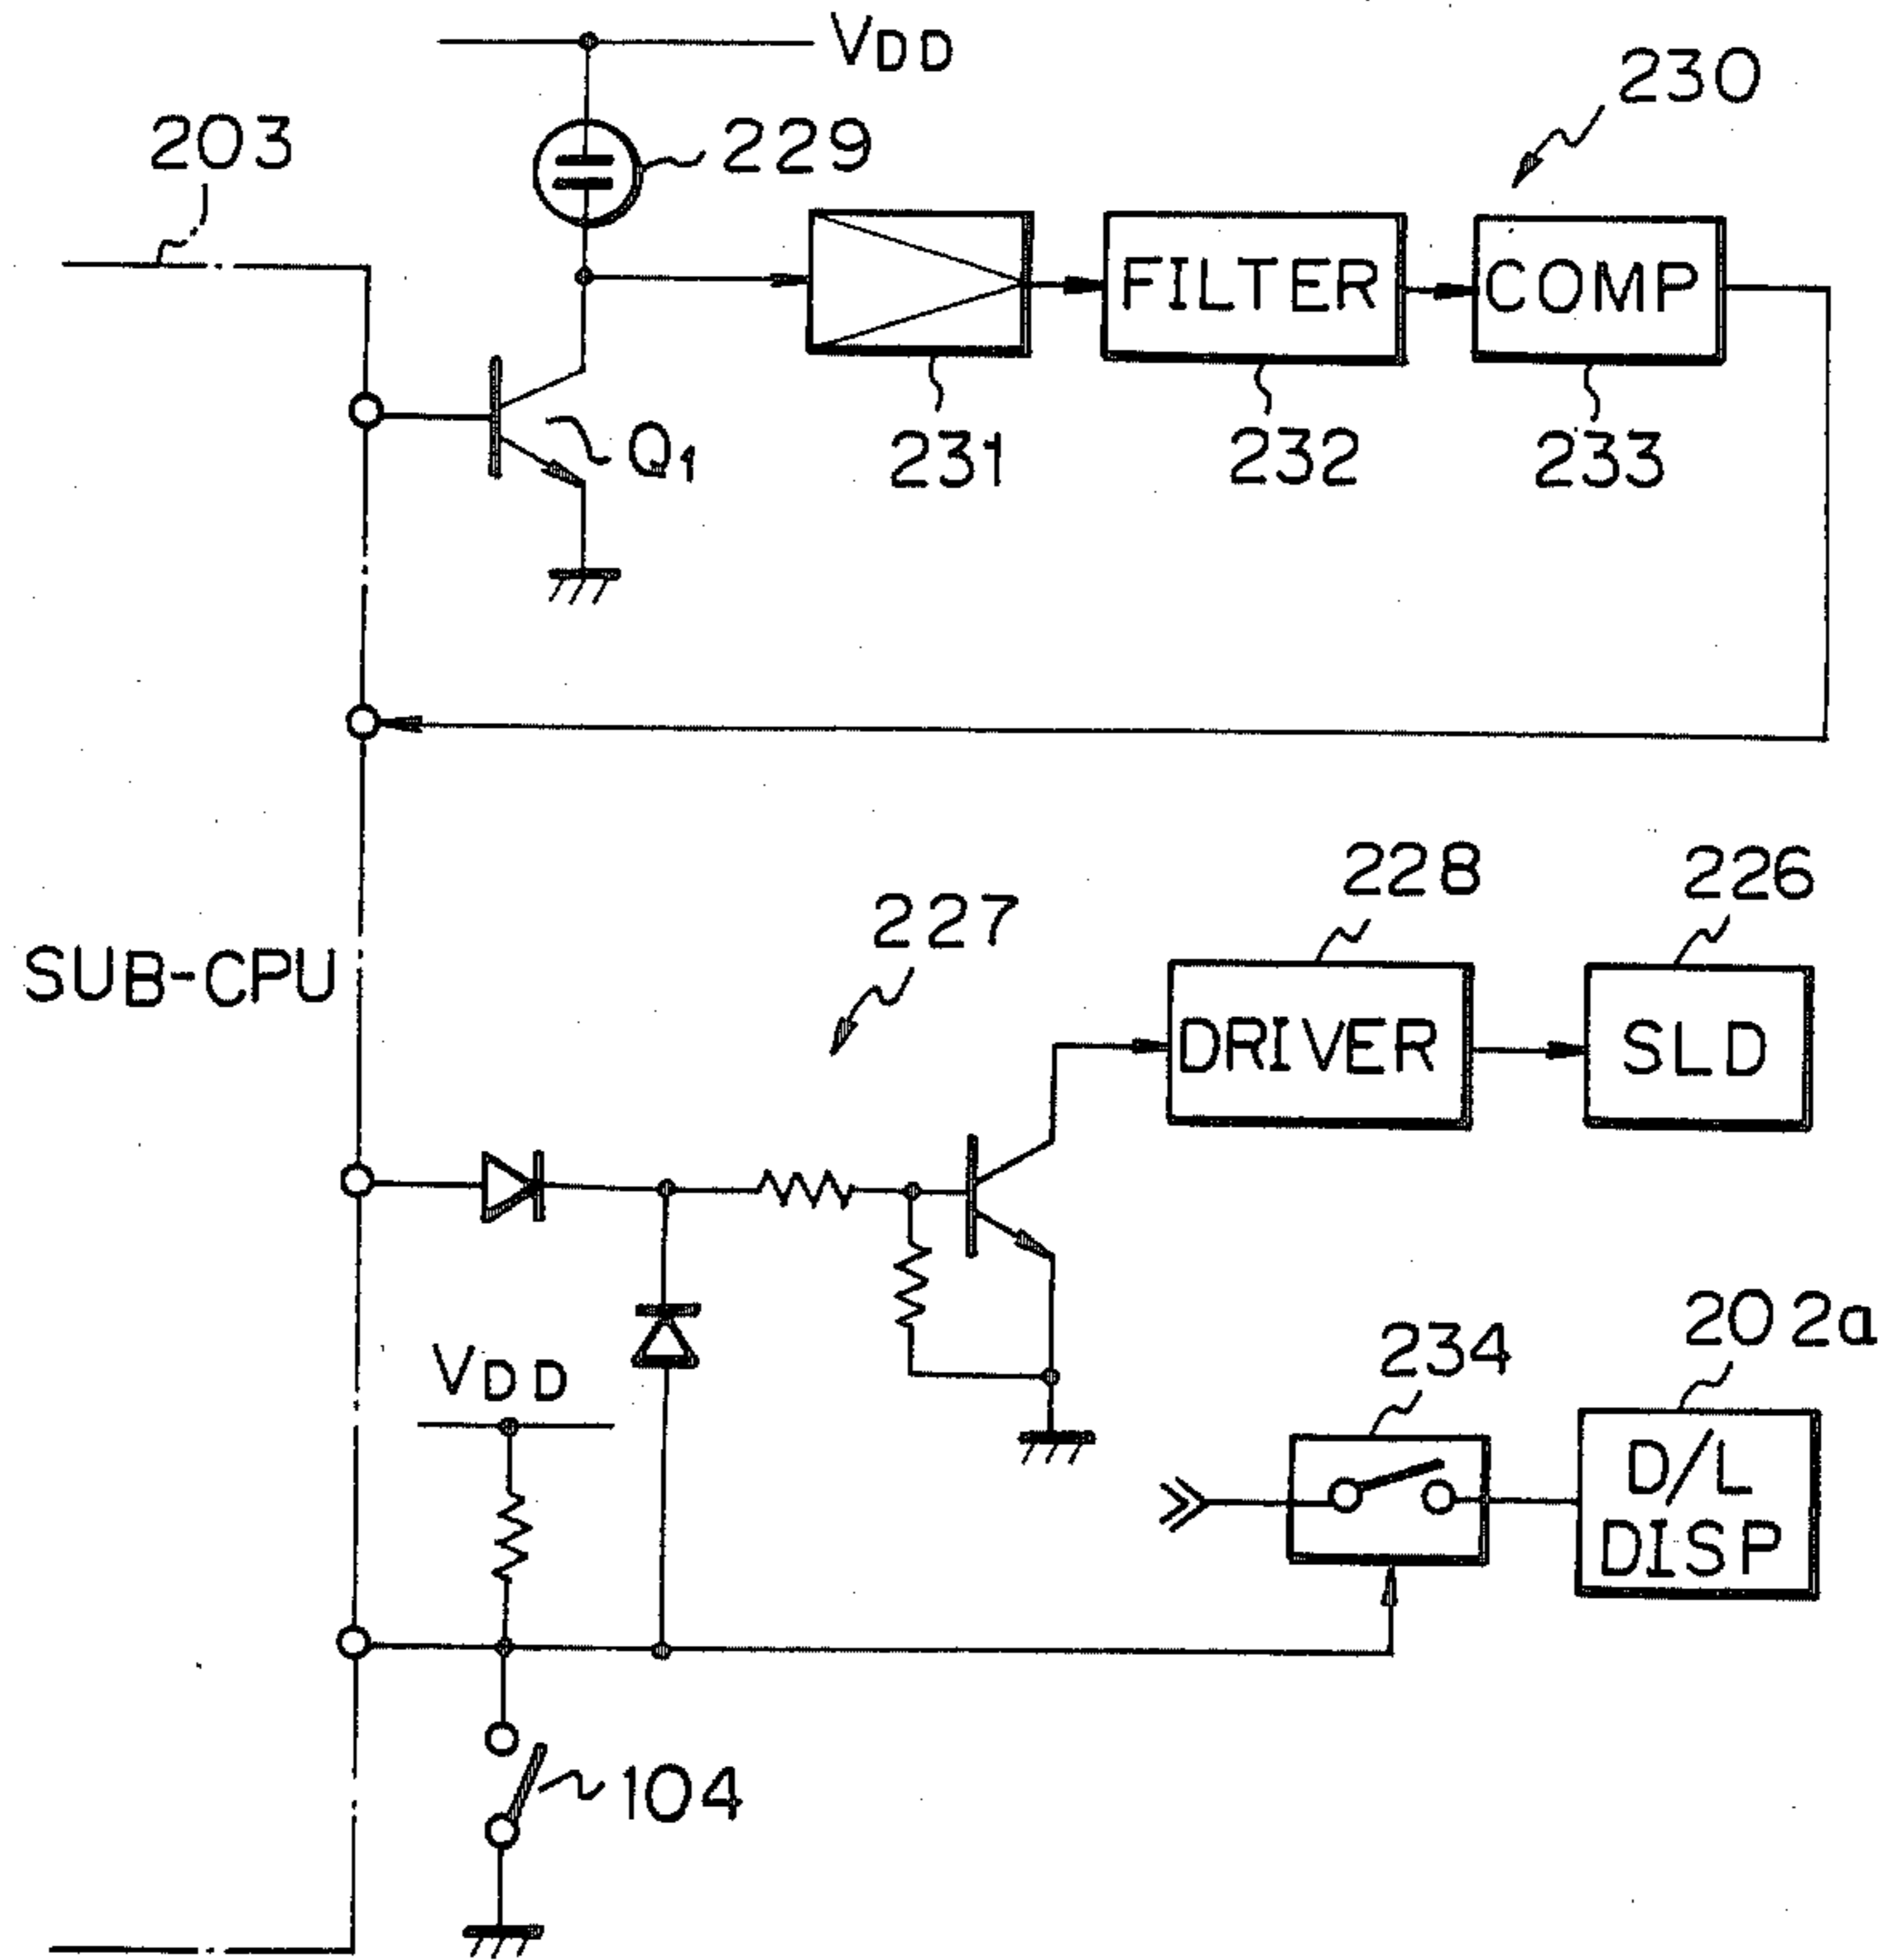 VDD
230
203
229
FILTER
COMP
Q1
231
232
233
228
226
227
SUB-CPU
DRIVER
SLD
202a
234
VDD
D/L
DISP
104